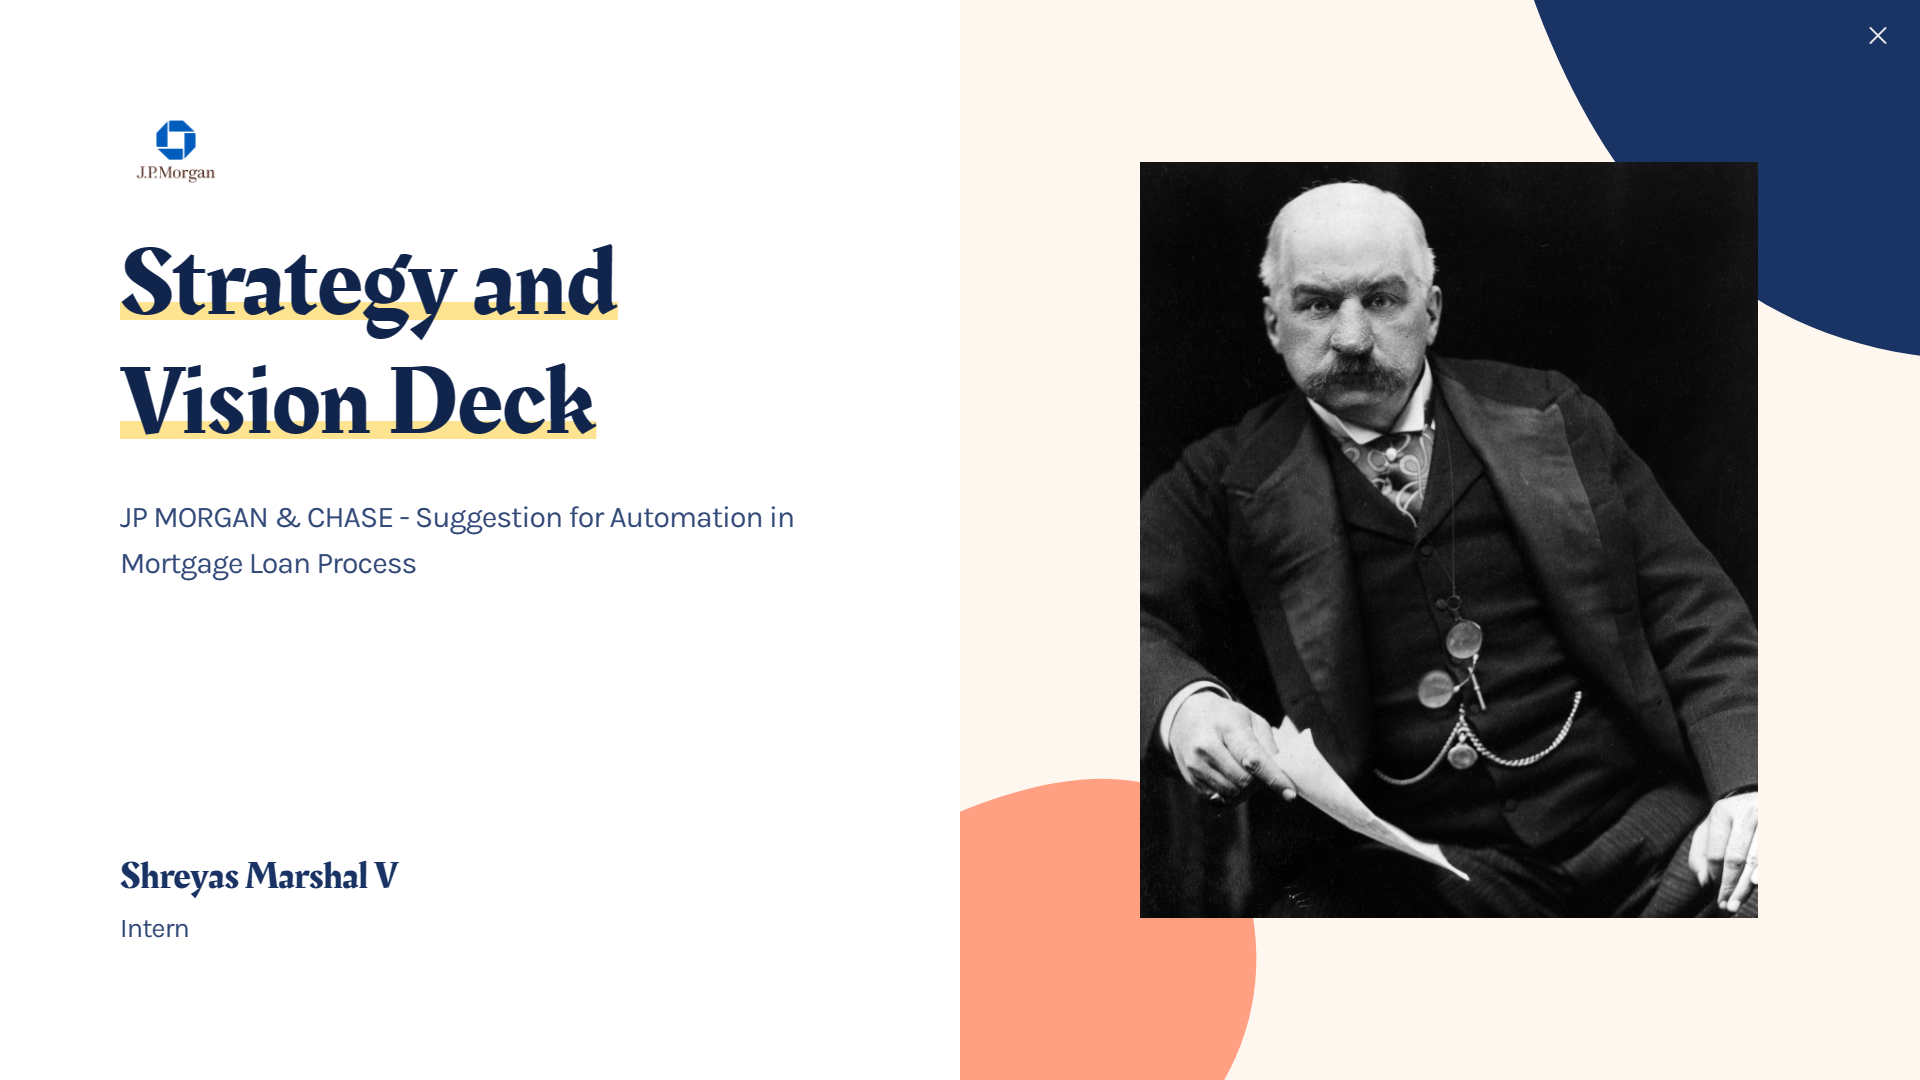 J.P.Morgan
Strategy and
Vision Deck
JP MORGAN & CHASE - Suggestion for Automation in
Mortgage Loan Process
Shreyas Marshal V
Intern